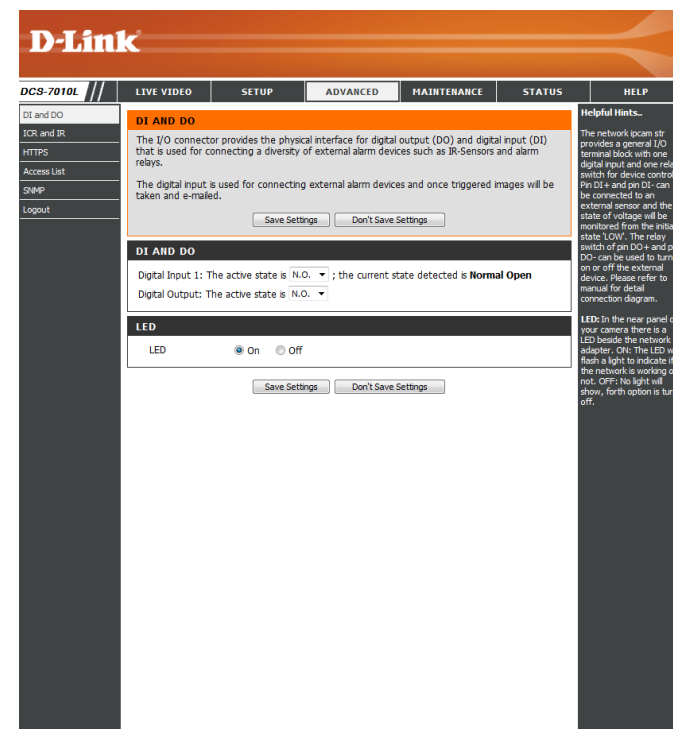 D-Link
DCS-7010L
LIVE VIDEO
SETUP
ADVANCED
MAINTENANCE
STATUS
HELP
DI and DO
ICR and IR
HTTPS
Access List
SNMP
Logout
DI AND DO
The I/O connector provides the physical interface for digital output (DO) and digital input (DI)
that is used for connecting a diversity of external alarm devices such as IR-Sensors and alarm
relays.
The digital input is used for connecting external alarm devices and once triggered images will be
taken and e-mailed.
Save Settings
Don't Save Settings
DI AND DO
Digital Input 1: The active state is N.O. ; the current state detected is Normal Open
Digital Output: The active state is N.O.
LED
LED On Off
Save Settings
Don't Save Settings
Helpful Hints..
The network ipcam str
provides a general I/O
terminal block with one
digital input and one rela
switch for device control
Pin DI+ and pin DI- can
be connected to an
external sensor and the
state of voltage will be
monitored from the initia
state 'LOW'. The relay
switch of pin DO+ and p
DO- can be used to turn
on or off the external
device. Please refer to
manual for detail
connection diagram.
LED: In the near panel o
your camera there is a
LED beside the network
adapter. ON: The LED w
flash a light to indicate if
the network is working o
not. OFF: No light will
show, forth option is tur
off.